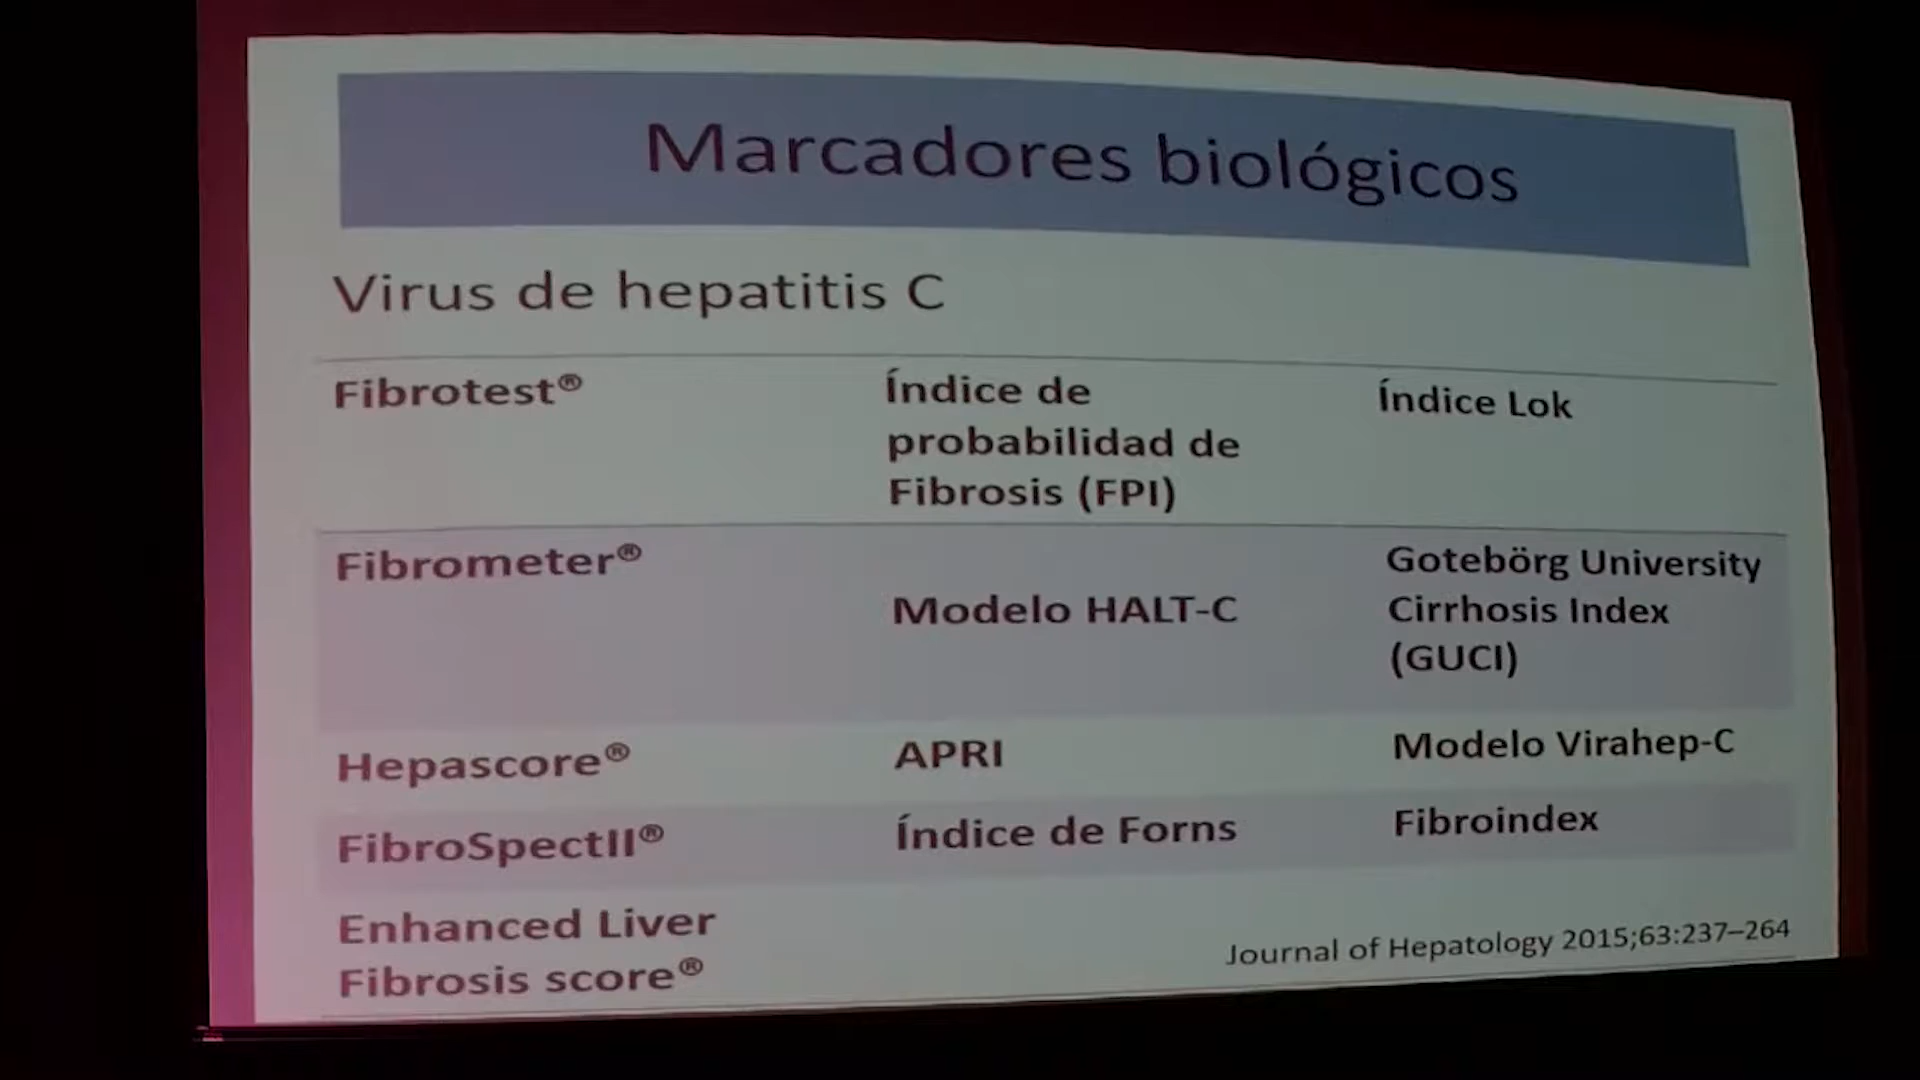 Marcadores biológicos
Virus de hepatitis C
Fibrotest®
Índice de
probabilidad de
Fibrosis (FPI)
Índice Lok
Fibrometer®
Modelo HALT-C
Gotebörg University
Cirrhosis Index
(GUCI)
Hepascore®
APRI
Modelo Virahep-C
FibroSpectII®
Índice de Forns
Fibroindex
Enhanced Liver
Fibrosis score®
Journal of Hepatology 2015;63:237–264